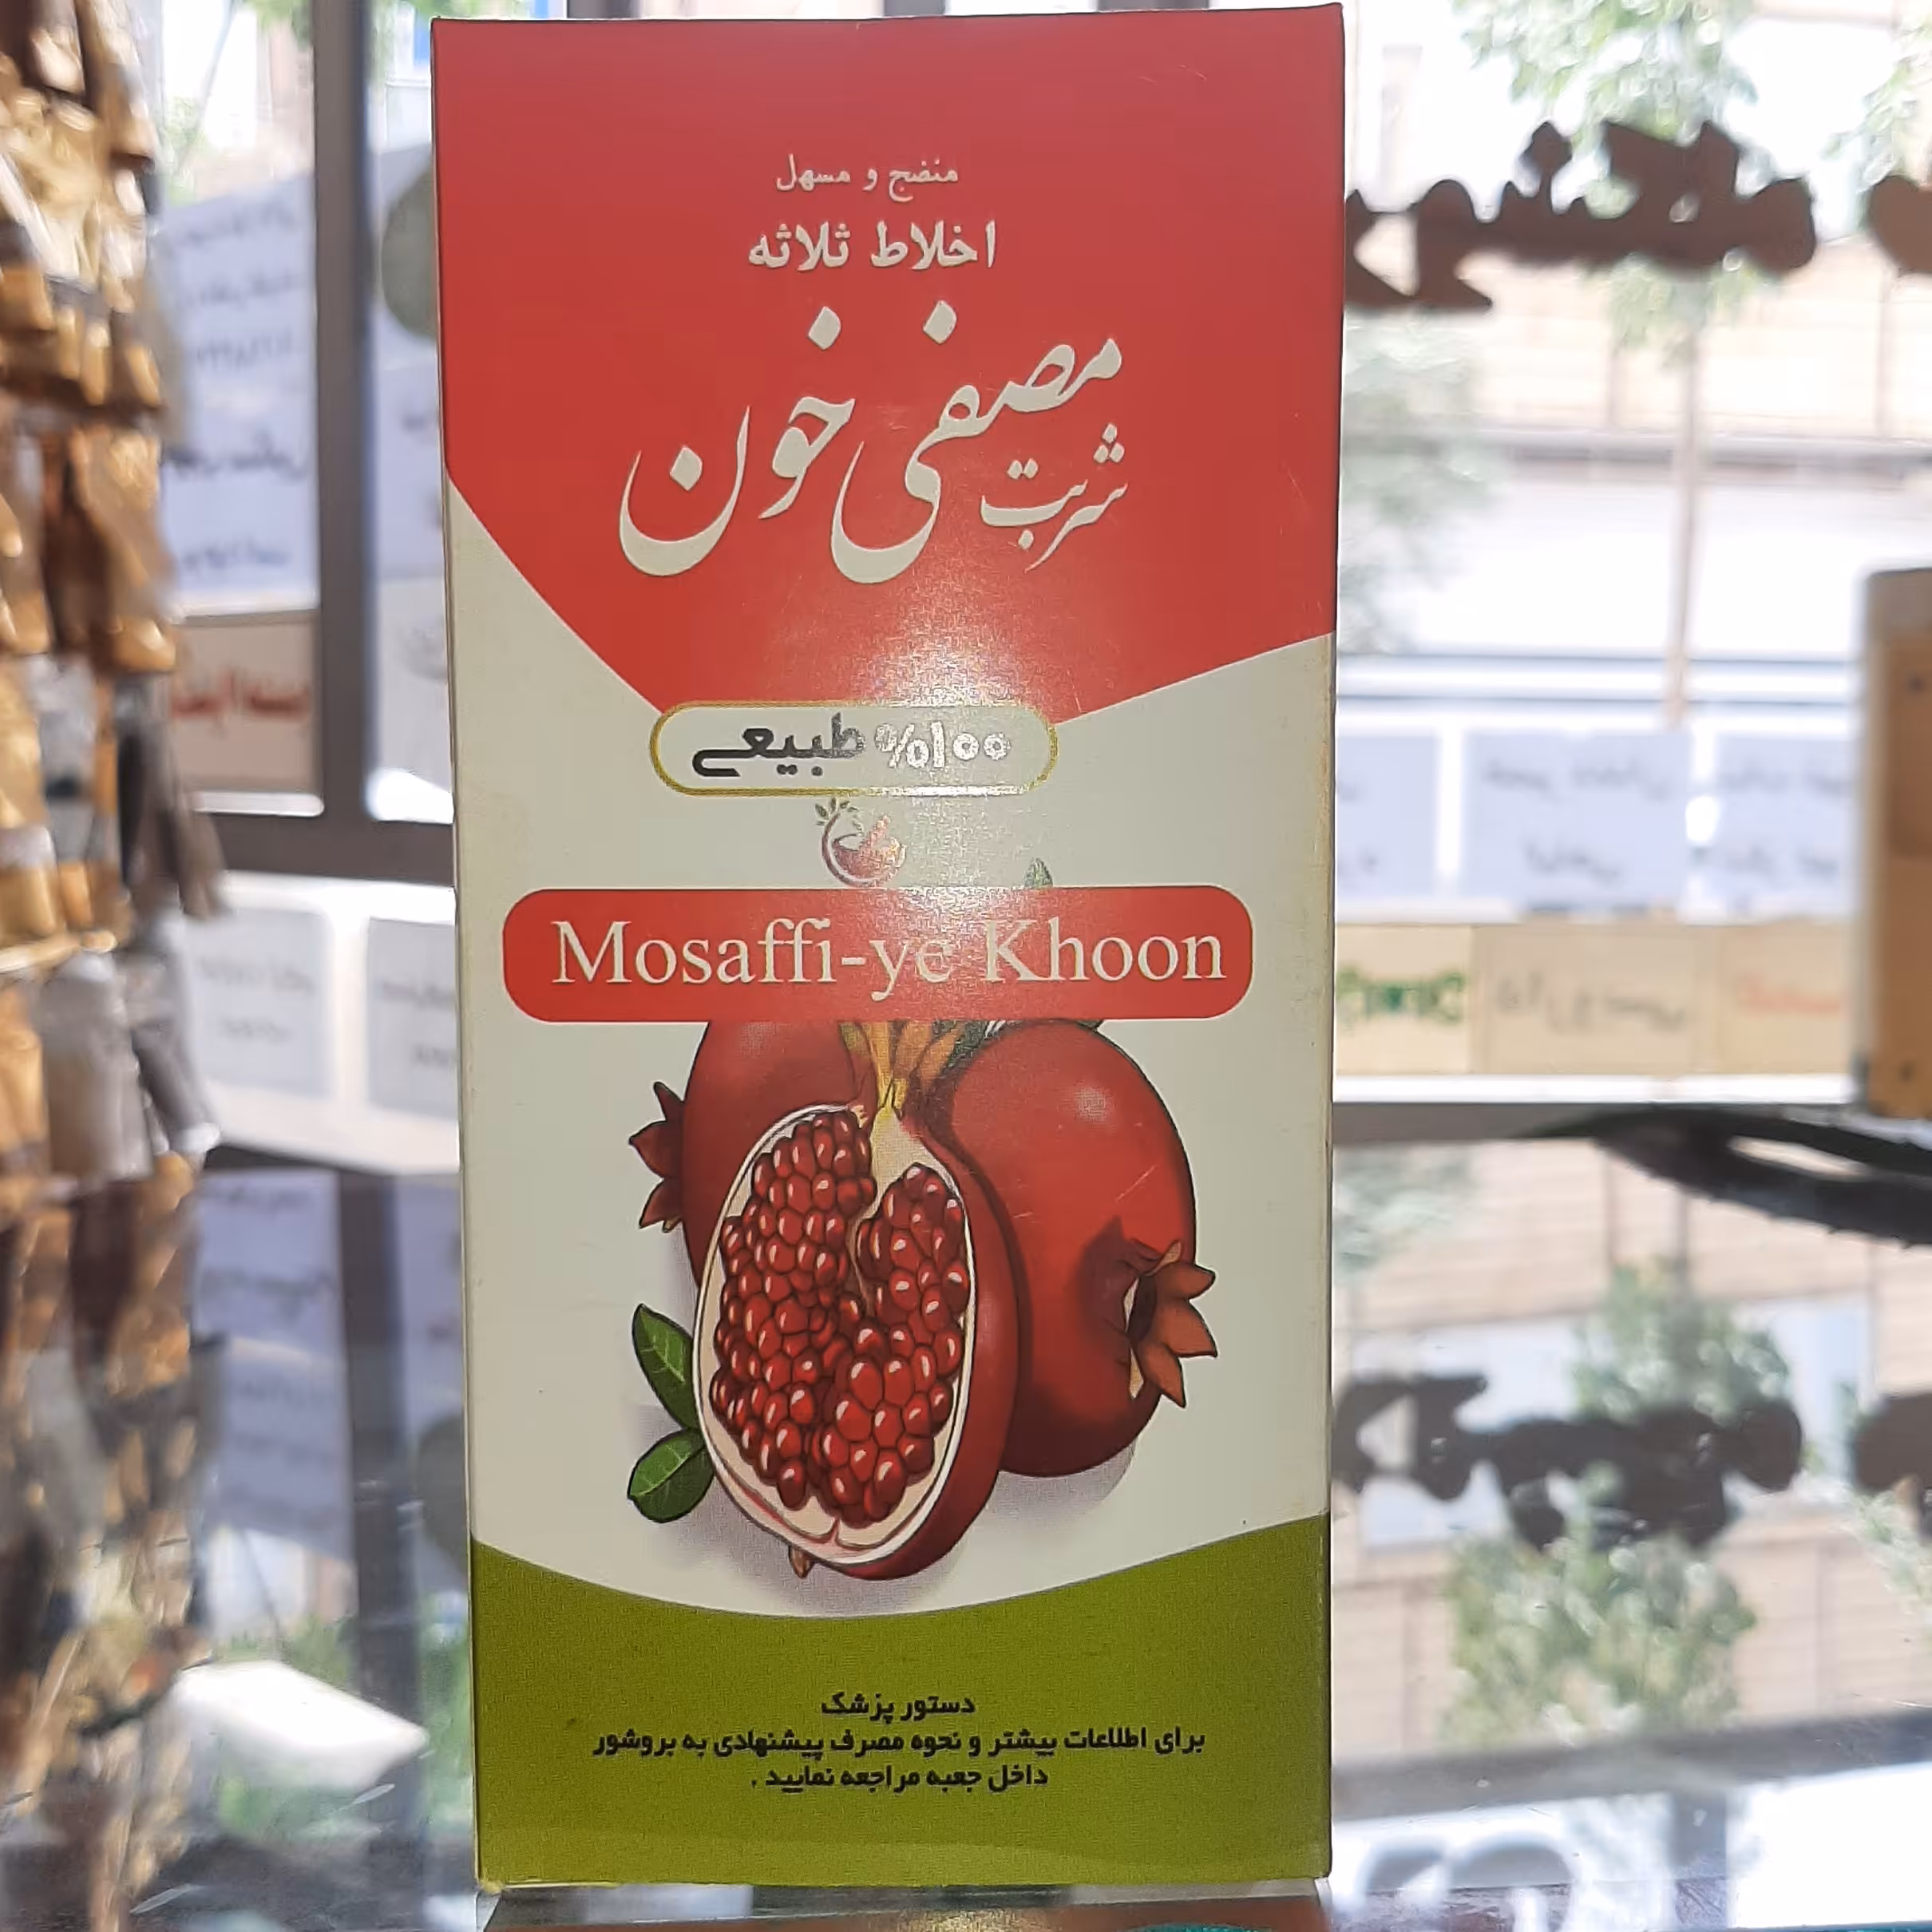 منضج و مسهل
اخلاط ثلاثه
شربت مصفی خون
%۱۰۰ طبیعی
Mosaffi-ye Khoon
دستور پزشک
برای اطلاعات بیشتر و نحوه مصرف پیشنهادی به بروشور
داخل جعبه مراجعه نمایید .